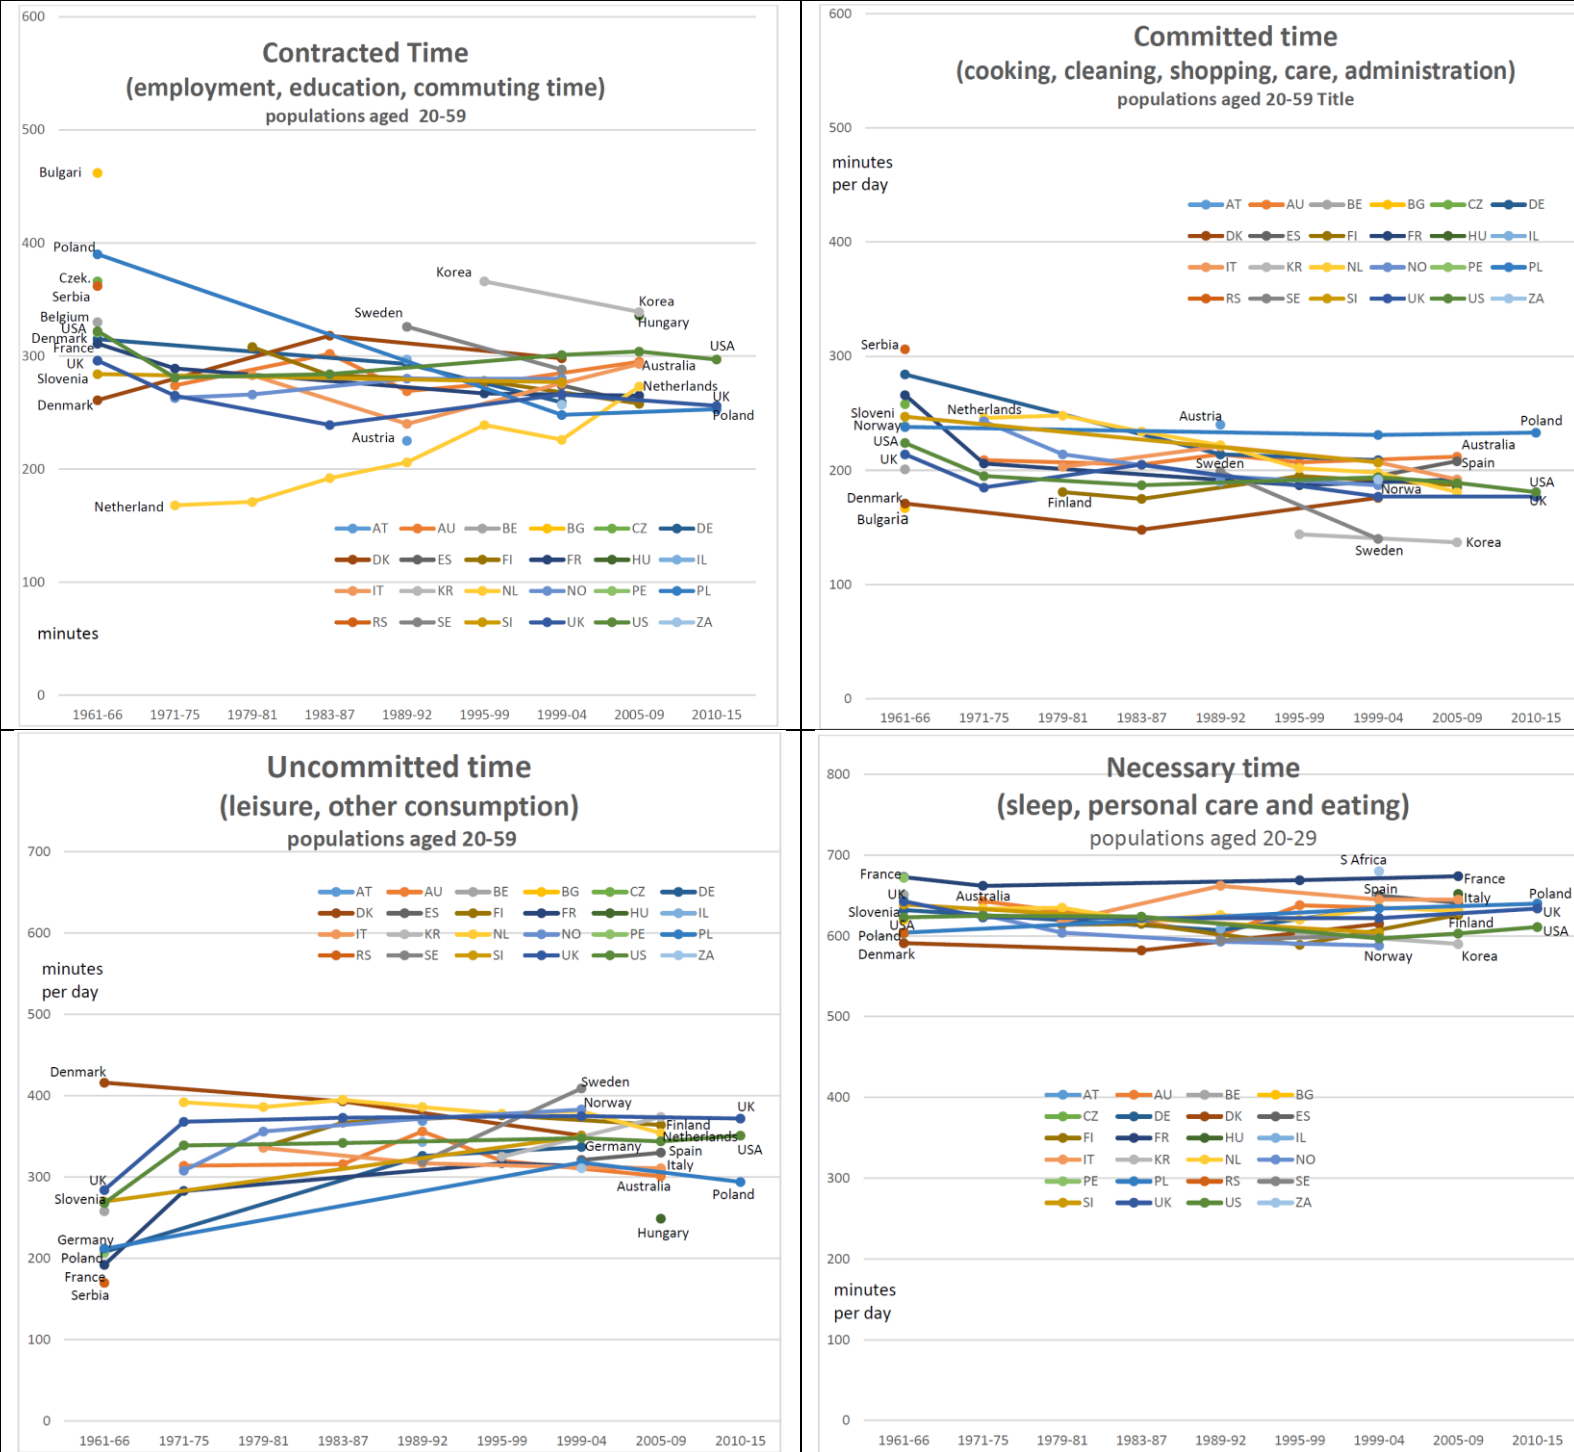 Contracted Time
(employment, education, commuting time)
populations aged 20-59
600
500
400
300
200
100
0
Bulgari
Poland
Czek.
Serbia
Belgium
USA
Denmark
France
UK
Slovenia
Denmark
Netherland
Sweden
Austria
Korea
Korea
Hungary
USA
Australia
Netherlands
UK
Poland
AT AU BE BG CZ DE
DK ES FI FR HU IL
IT KR NL NO PE PL
RS SE SI UK US ZA
minutes
1961-66 1971-75 1979-81 1983-87 1989-92 1995-99 1999-04 2005-09 2010-15
Committed time
(cooking, cleaning, shopping, care, administration)
populations aged 20-59 Title
600
500
400
300
200
100
0
minutes
per day
AT AU BE BG CZ DE
DK ES FI FR HU IL
IT KR NL NO PE PL
RS SE SI UK US ZA
Serbia
Sloveni
Norway
USA
UK
Denmark
Bulgaria
Netherlands
Finland
Austria
Sweden
Norwa
Sweden
Poland
Australia
Spain
USA
UK
Korea
1961-66 1971-75 1979-81 1983-87 1989-92 1995-99 1999-04 2005-09 2010-15
Uncommitted time
(leisure, other consumption)
populations aged 20-59
700
600
500
400
300
200
100
0
AT AU BE BG CZ DE
DK ES FI FR HU IL
IT KR NL NO PE PL
RS SE SI UK US ZA
minutes
per day
Denmark
UK
Slovenia
Germany
Poland
France
Serbia
Sweden
Norway
UK
Finland
Netherlands
Germany
Spain
USA
Italy
Australia
Poland
Hungary
1961-66 1971-75 1979-81 1983-87 1989-92 1995-99 1999-04 2005-09 2010-15
Necessary time
(sleep, personal care and eating)
populations aged 20-29
800
700
600
500
400
300
200
100
0
France
UK
Slovenia
USA
Poland
Denmark
Australia
S Africa
Spain
France
Italy
Poland
UK
Finland
USA
Norway
Korea
AT AU BE BG
CZ DE DK ES
FI FR HU IL
IT KR NL NO
PE PL RS SE
SI UK US ZA
minutes
per day
1961-66 1971-75 1979-81 1983-87 1989-92 1995-99 1999-04 2005-09 2010-15